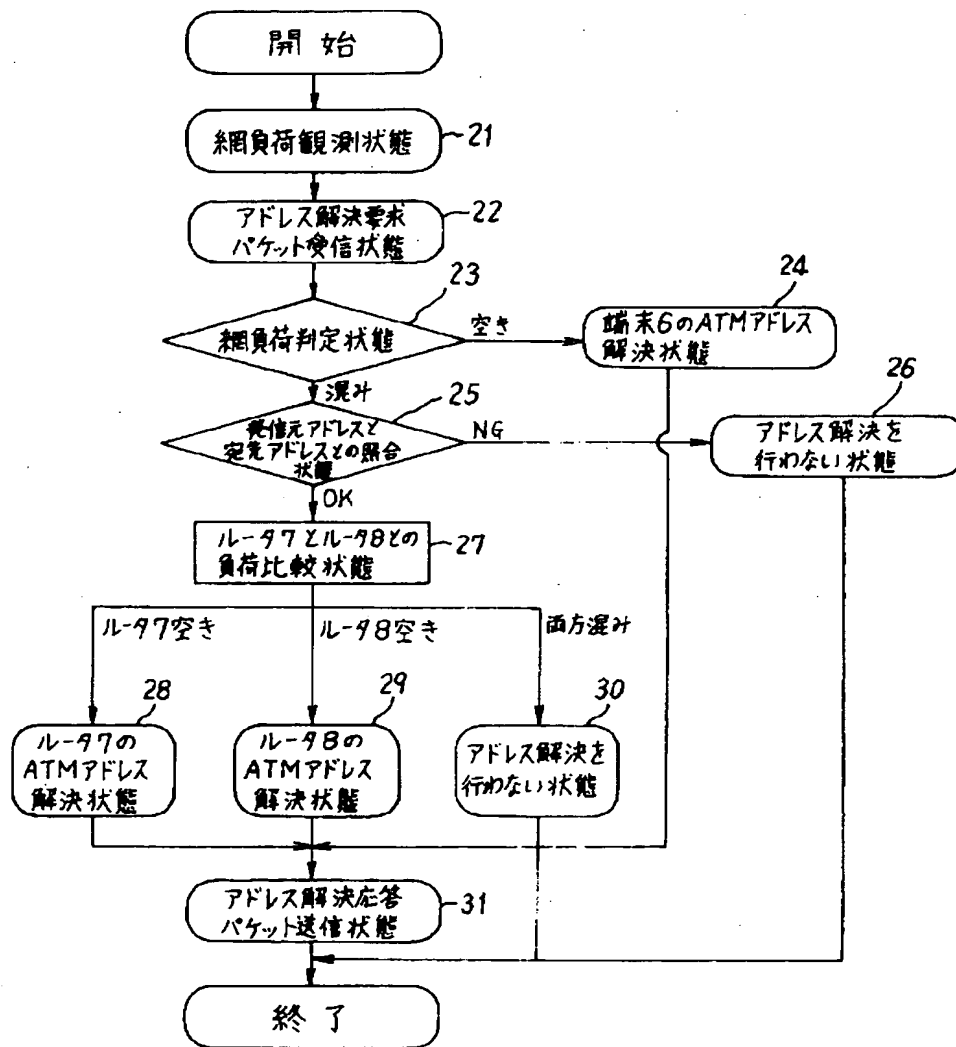 開始
網負荷観測状態
21
アドレス解決要求
パケット受信状態
22
23
網負荷判定状態
空き
24
端末6のATMアドレス
解決状態
混み
25
発信元アドレスと
宛先アドレスとの照合
状態
NG
26
アドレス解決を
行わない状態
OK
ルータ7とルータ8との
負荷比較状態
27
ルータ7空き
ルータ8空き
両方混み
28
ルータ7の
ATMアドレス
解決状態
29
ルータ8の
ATMアドレス
解決状態
30
アドレス解決を
行わない状態
アドレス解決応答
パケット送信状態
31
終了